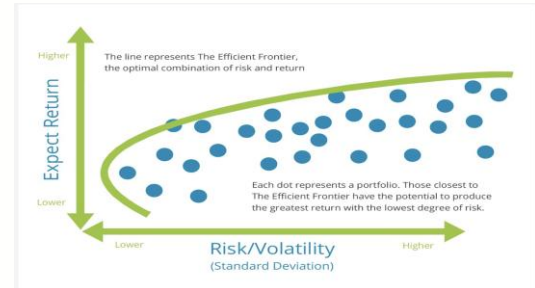 Higher
The line represents The Efficient Frontier,
the optimal combination of risk and return
Expect Return
Each dot represents a portfolio. Those closest to
The Efficient Frontier have the potential to produce
the greatest return with the lowest degree of risk.
Lower
Lower
Higher
Risk/Volatility
(Standard Deviation)